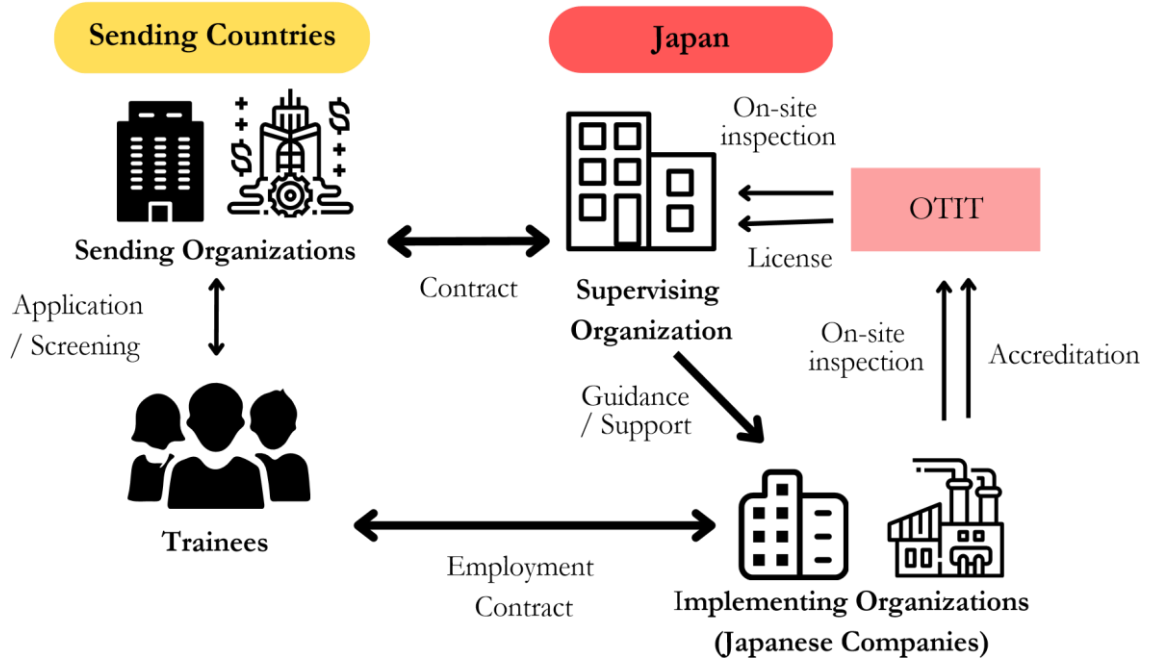 Sending Countries
Japan
On-site
inspection
OTIT
License
Sending Organizations
Contract
Supervising
Organization
Application
/ Screening
On-site
inspection
Accreditation
Guidance
/ Support
Trainees
Employment
Contract
Implementing Organizations
(Japanese Companies)